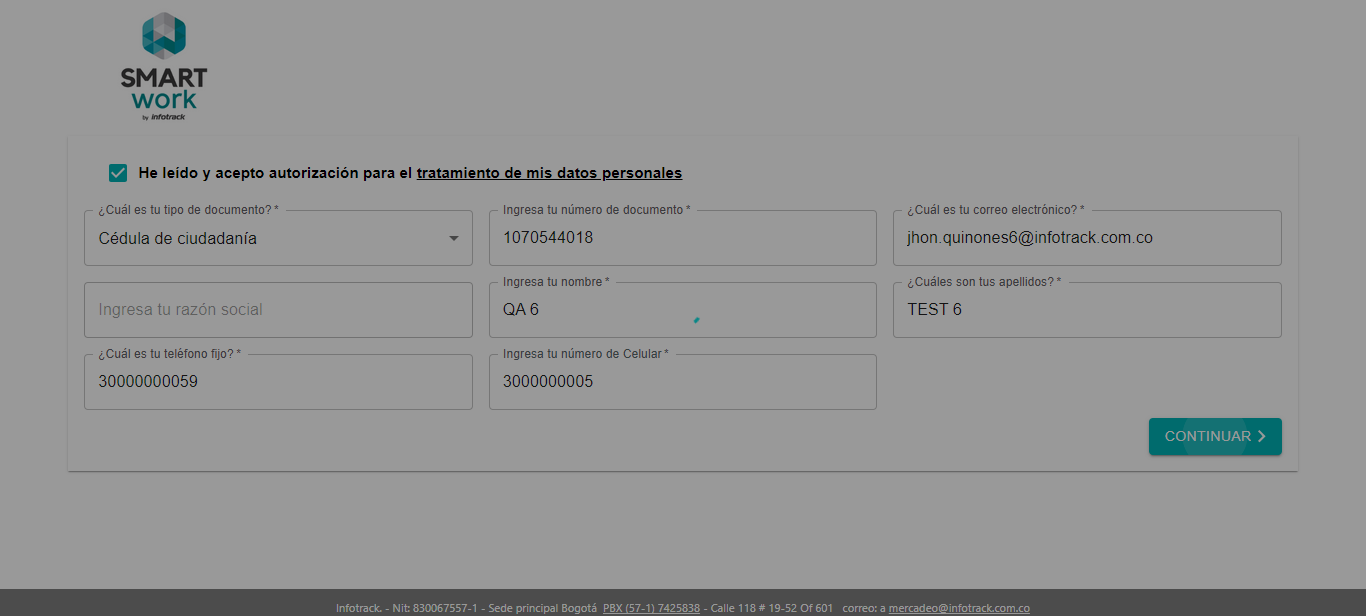 SMART
work
by infotrack
He leído y acepto autorización para el tratamiento de mis datos personales
¿Cuál es tu tipo de documento? *
Cédula de ciudadanía
Ingresa tu número de documento *
1070544018
¿Cuál es tu correo electrónico? *
jhon.quinones6@infotrack.com.co
Ingresa tu razón social
Ingresa tu nombre *
QA 6
¿Cuáles son tus apellidos? *
TEST 6
¿Cuál es tu teléfono fijo? *
30000000059
Ingresa tu número de Celular *
3000000005
CONTINUAR
Infotrack. - Nit: 830067557-1 - Sede principal Bogotá PBX (57-1) 7425838 - Calle 118 # 19-52 Of 601 correo: a mercadeo@infotrack.com.co